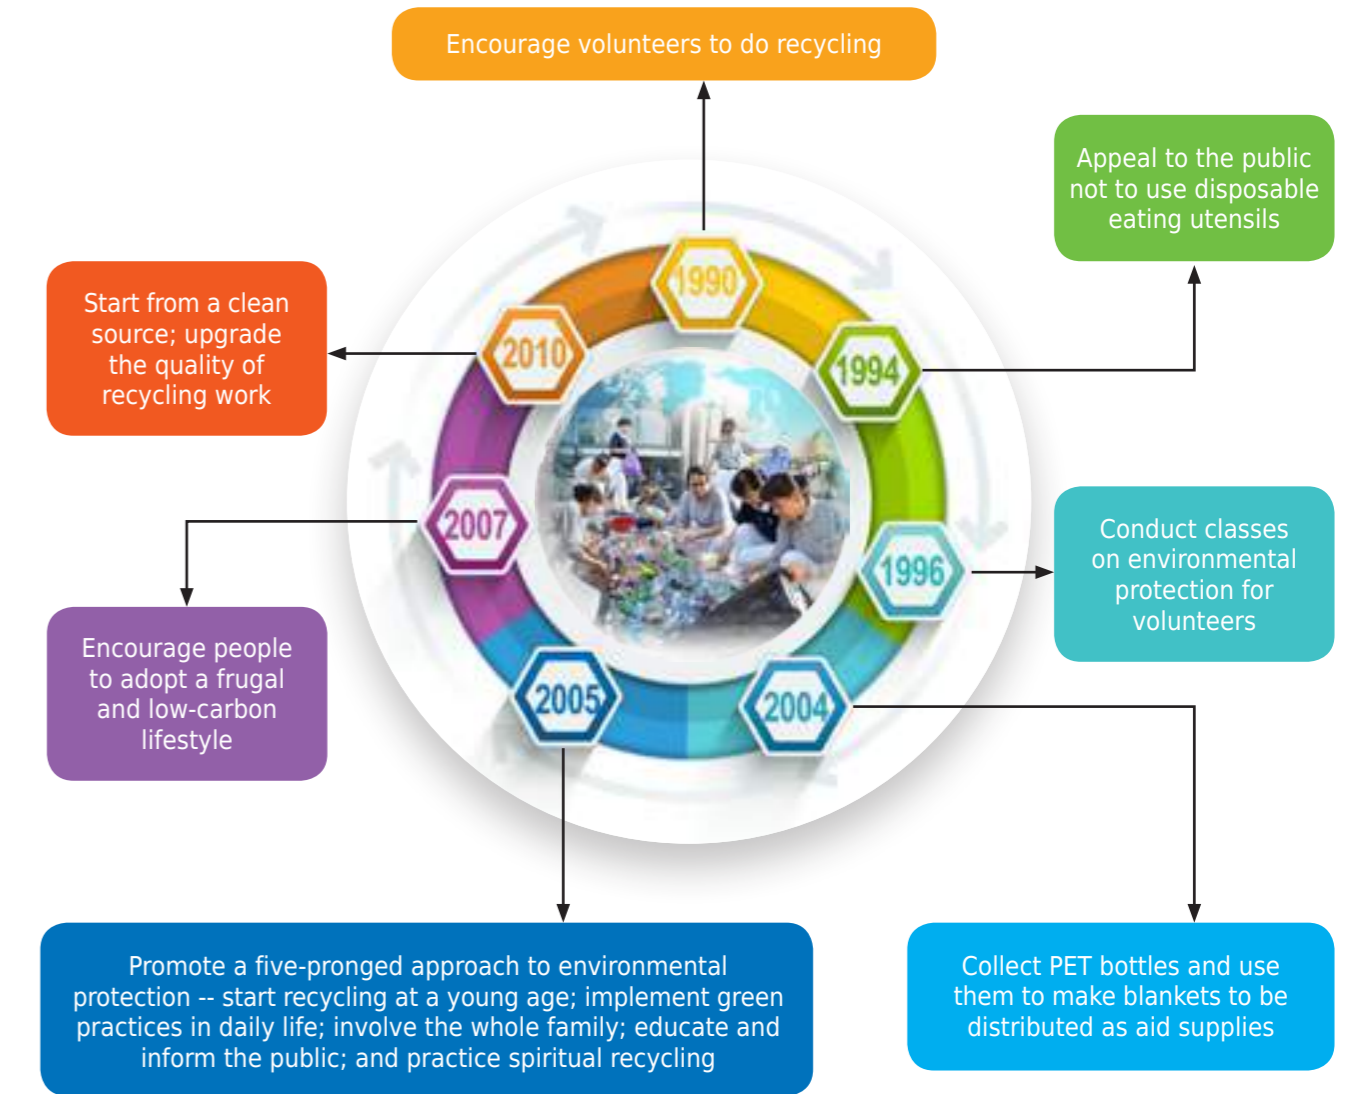 Encourage volunteers to do recycling
1990
Appeal to the public
not to use disposable
eating utensils
1994
Conduct classes
on environmental
protection for
volunteers
1996
2004
Collect PET bottles and use
them to make blankets to be
distributed as aid supplies
2005
Promote a five-pronged approach to environmental
protection -- start recycling at a young age; implement green
practices in daily life; involve the whole family; educate and
inform the public; and practice spiritual recycling
2007
Encourage people
to adopt a frugal
and low-carbon
lifestyle
2010
Start from a clean
source; upgrade
the quality of
recycling work